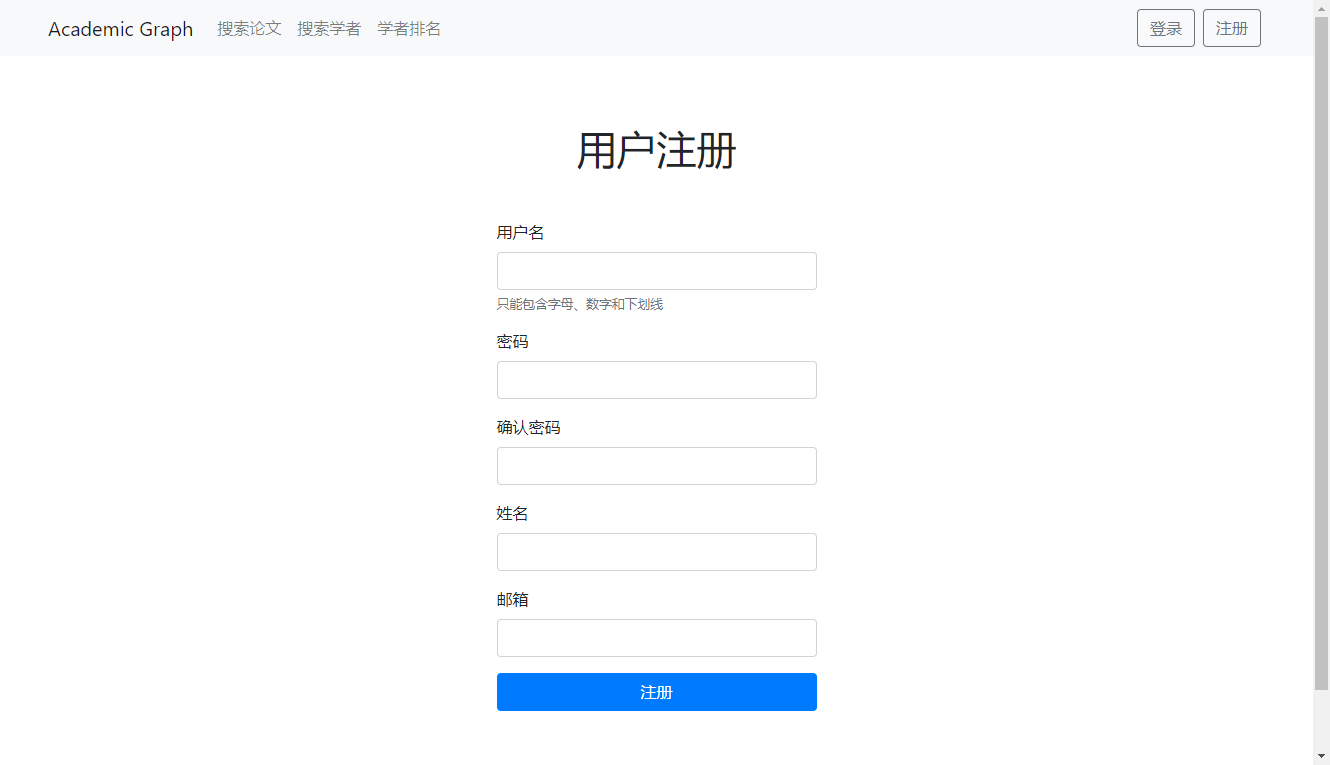 Academic Graph 搜索论文 搜索学者 学者排名 登录 注册
用户注册
用户名
只能包含字母、数字和下划线
密码
确认密码
姓名
邮箱
注册